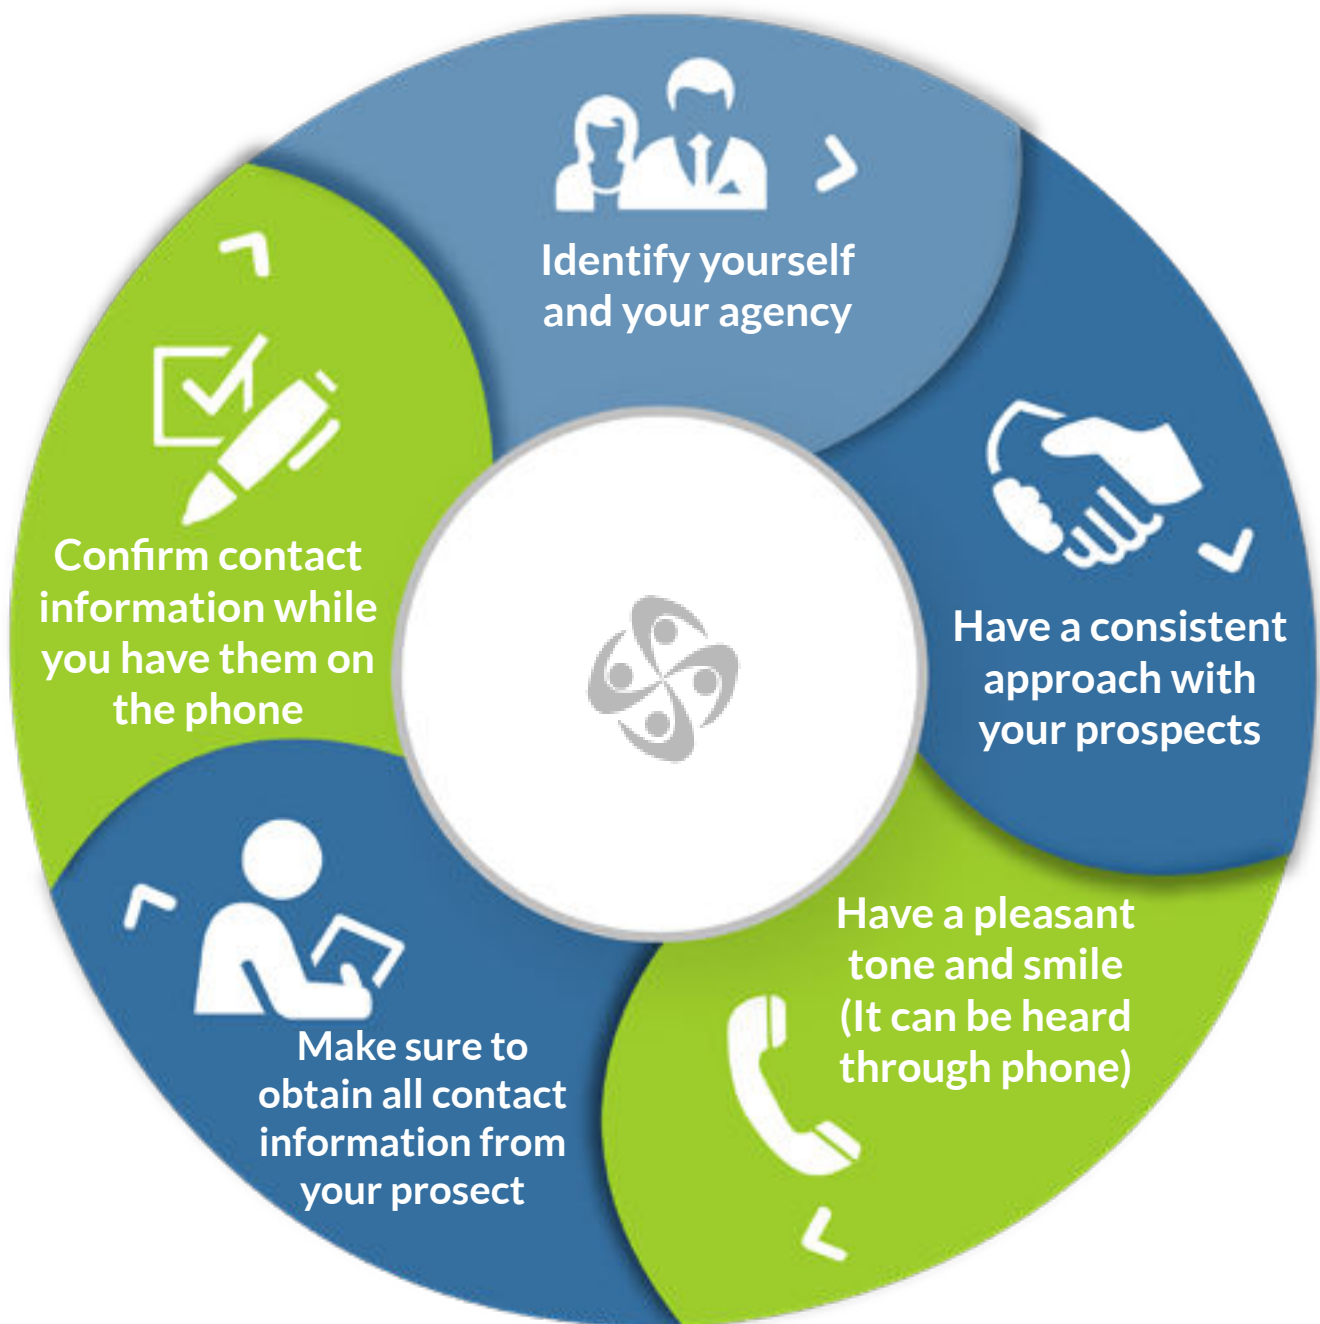 Identify yourself
and your agency
Have a consistent
approach with
your prospects
Have a pleasant
tone and smile
(It can be heard
through phone)
Make sure to
obtain all contact
information from
your prosect
Confirm contact
information while
you have them on
the phone